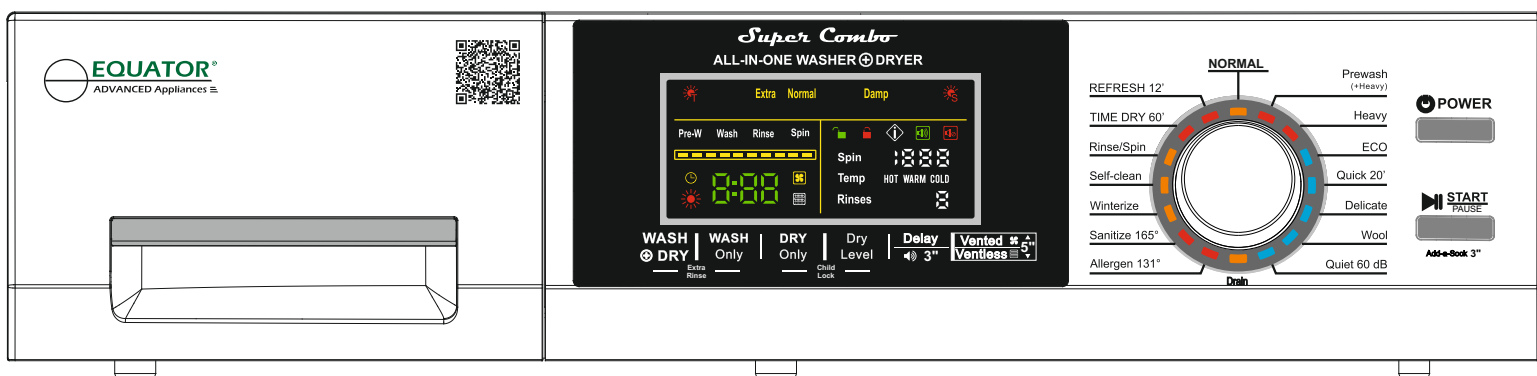 EQUATOR®
ADVANCED Appliances
Super Combo
ALL-IN-ONE WASHER DRYER
Extra Normal Damp
T
S
Pre-W Wash Rinse Spin
Spin 1888
Temp HOT WARM COLD
8:88
Rinses 8
WASH
DRY
Extra
Rinse
WASH
Only
DRY
Only
Child
Lock
Dry
Level
Delay
3"
Vented
Ventless
5"
NORMAL
REFRESH 12'
TIME DRY 60'
Rinse/Spin
Self-clean
Winterize
Sanitize 165°
Allergen 131°
Drain
Prewash
(+Heavy)
Heavy
ECO
Quick 20'
Delicate
Wool
Quiet 60 dB
POWER
START
PAUSE
Add-a-Sock 3"